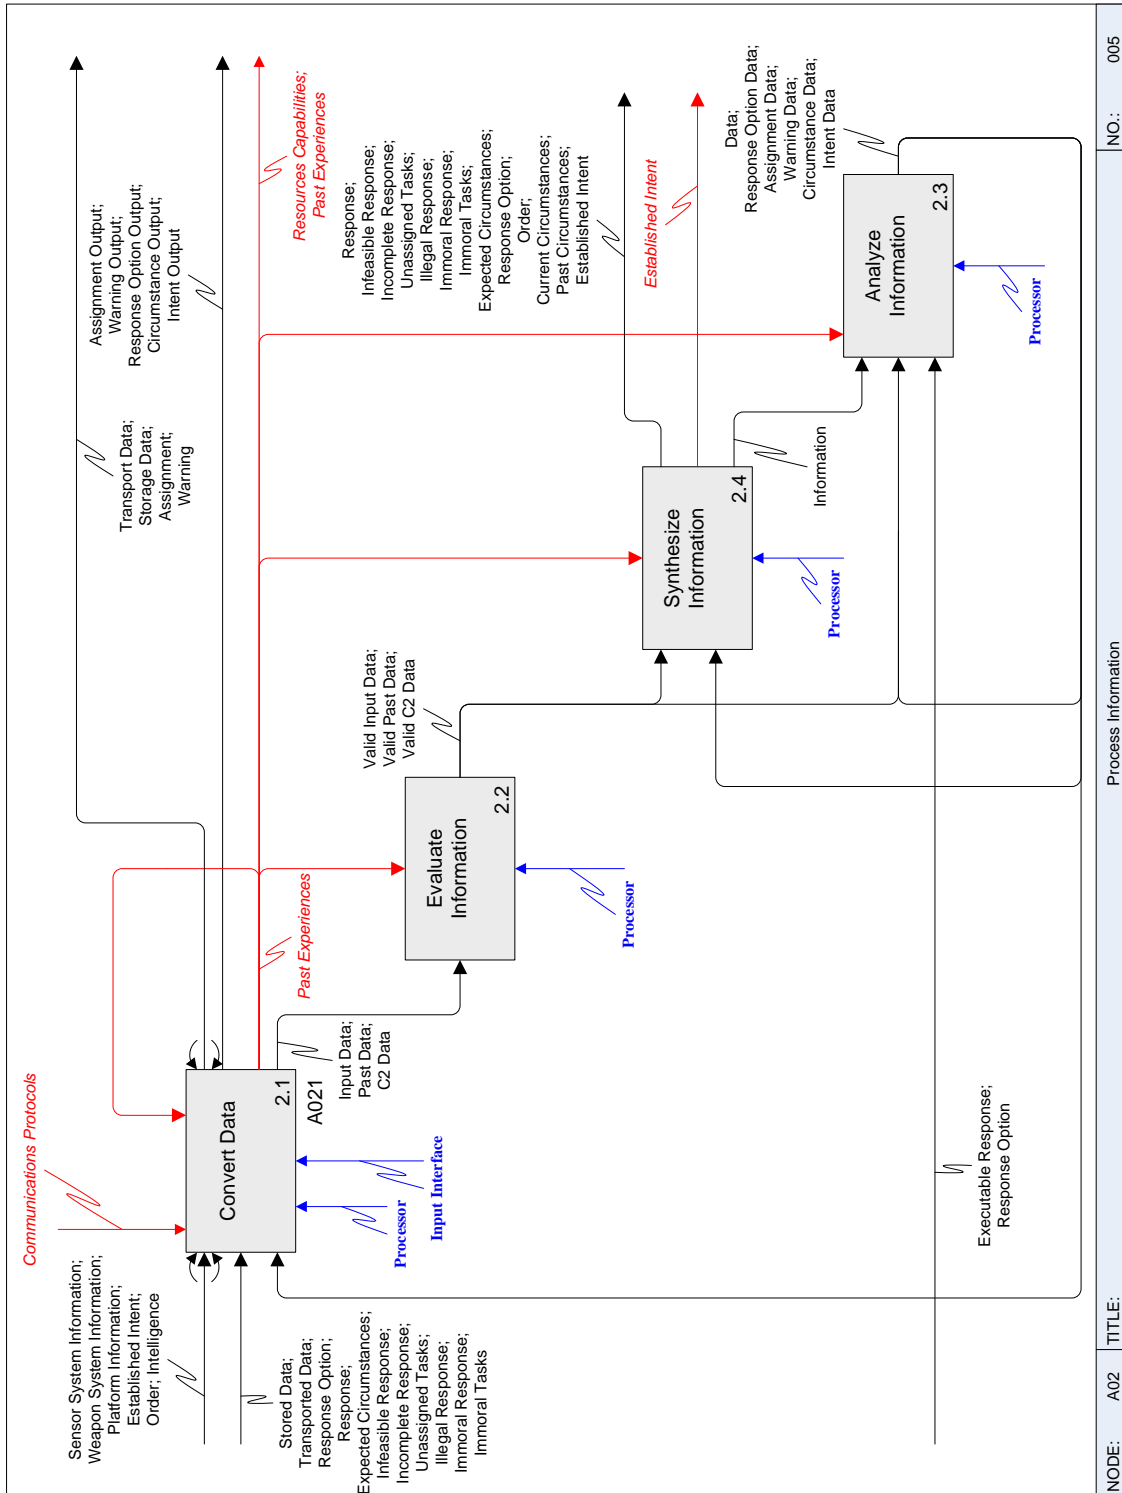 Communications Protocols
Sensor System Information;
Weapon System Information;
Platform Information;
Established Intent;
Order; Intelligence
Stored Data;
Transported Data;
Response Option;
Response;
Expected Circumstances;
Infeasible Response;
Incomplete Response;
Unassigned Tasks;
Illegal Response;
Immoral Response;
Immoral Tasks
Convert Data
2.1
A021
Processor
Input Interface
Input Data;
Past Data;
C2 Data
Past Experiences
Transport Data;
Storage Data;
Assignment;
Warning
Assignment Output;
Warning Output;
Response Option Output;
Circumstance Output;
Intent Output
Resources Capabilities;
Past Experiences
Evaluate
Information
2.2
Processor
Valid Input Data;
Valid Past Data;
Valid C2 Data
Synthesize
Information
2.4
Processor
Information
Response;
Infeasible Response;
Incomplete Response;
Unassigned Tasks;
Illegal Response;
Immoral Response;
Immoral Tasks;
Expected Circumstances;
Response Option;
Order;
Current Circumstances;
Past Circumstances;
Established Intent
Established Intent
Analyze
Information
2.3
Processor
Data;
Response Option Data;
Assignment Data;
Warning Data;
Circumstance Data;
Intent Data
Executable Response;
Response Option
NODE: A02 TITLE: Process Information NO.: 005